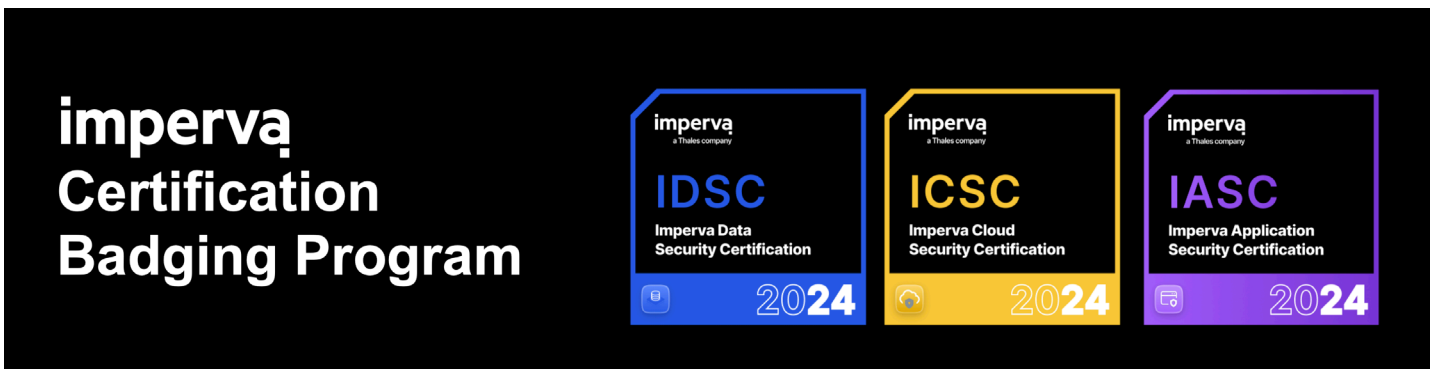 imperva
Certification
Badging Program
imperva
a Thales company
IDSC
Imperva Data
Security Certification
2024
imperva
a Thales company
ICSC
Imperva Cloud
Security Certification
2024
imperva
a Thales company
IASC
Imperva Application
Security Certification
2024